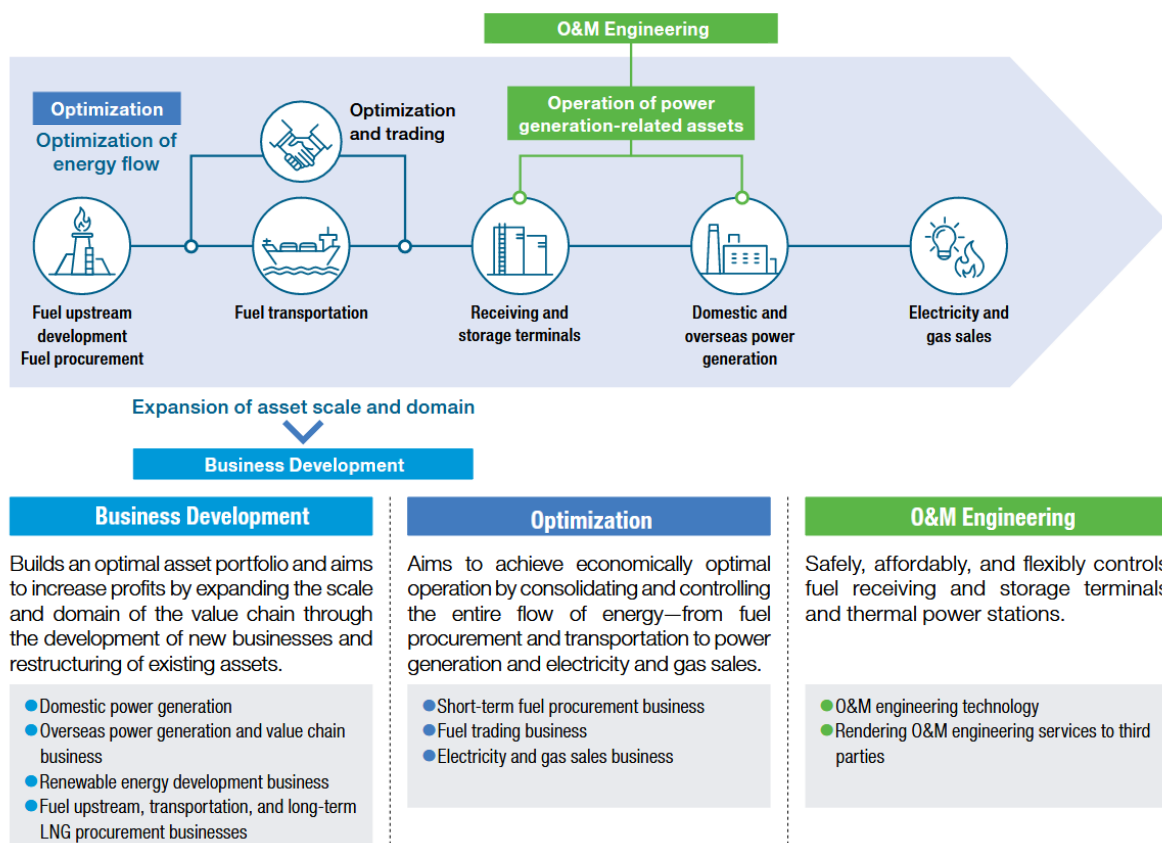 O&M Engineering
Optimization
Optimization of
energy flow
Optimization
and trading
Operation of power
generation-related assets
Fuel upstream
development
Fuel procurement
Fuel transportation
Receiving and
storage terminals
Domestic and
overseas power
generation
Electricity and
gas sales
Expansion of asset scale and domain
Business Development
Business Development
Builds an optimal asset portfolio and aims
to increase profits by expanding the scale
and domain of the value chain through
the development of new businesses and
restructuring of existing assets.
●Domestic power generation
●Overseas power generation and value chain
business
●Renewable energy development business
●Fuel upstream, transportation, and long-term
LNG procurement businesses
Optimization
Aims to achieve economically optimal
operation by consolidating and controlling
the entire flow of energy—from fuel
procurement and transportation to power
generation and electricity and gas sales.
●Short-term fuel procurement business
●Fuel trading business
●Electricity and gas sales business
O&M Engineering
Safely, affordably, and flexibly controls
fuel receiving and storage terminals
and thermal power stations.
●O&M engineering technology
●Rendering O&M engineering services to third
parties